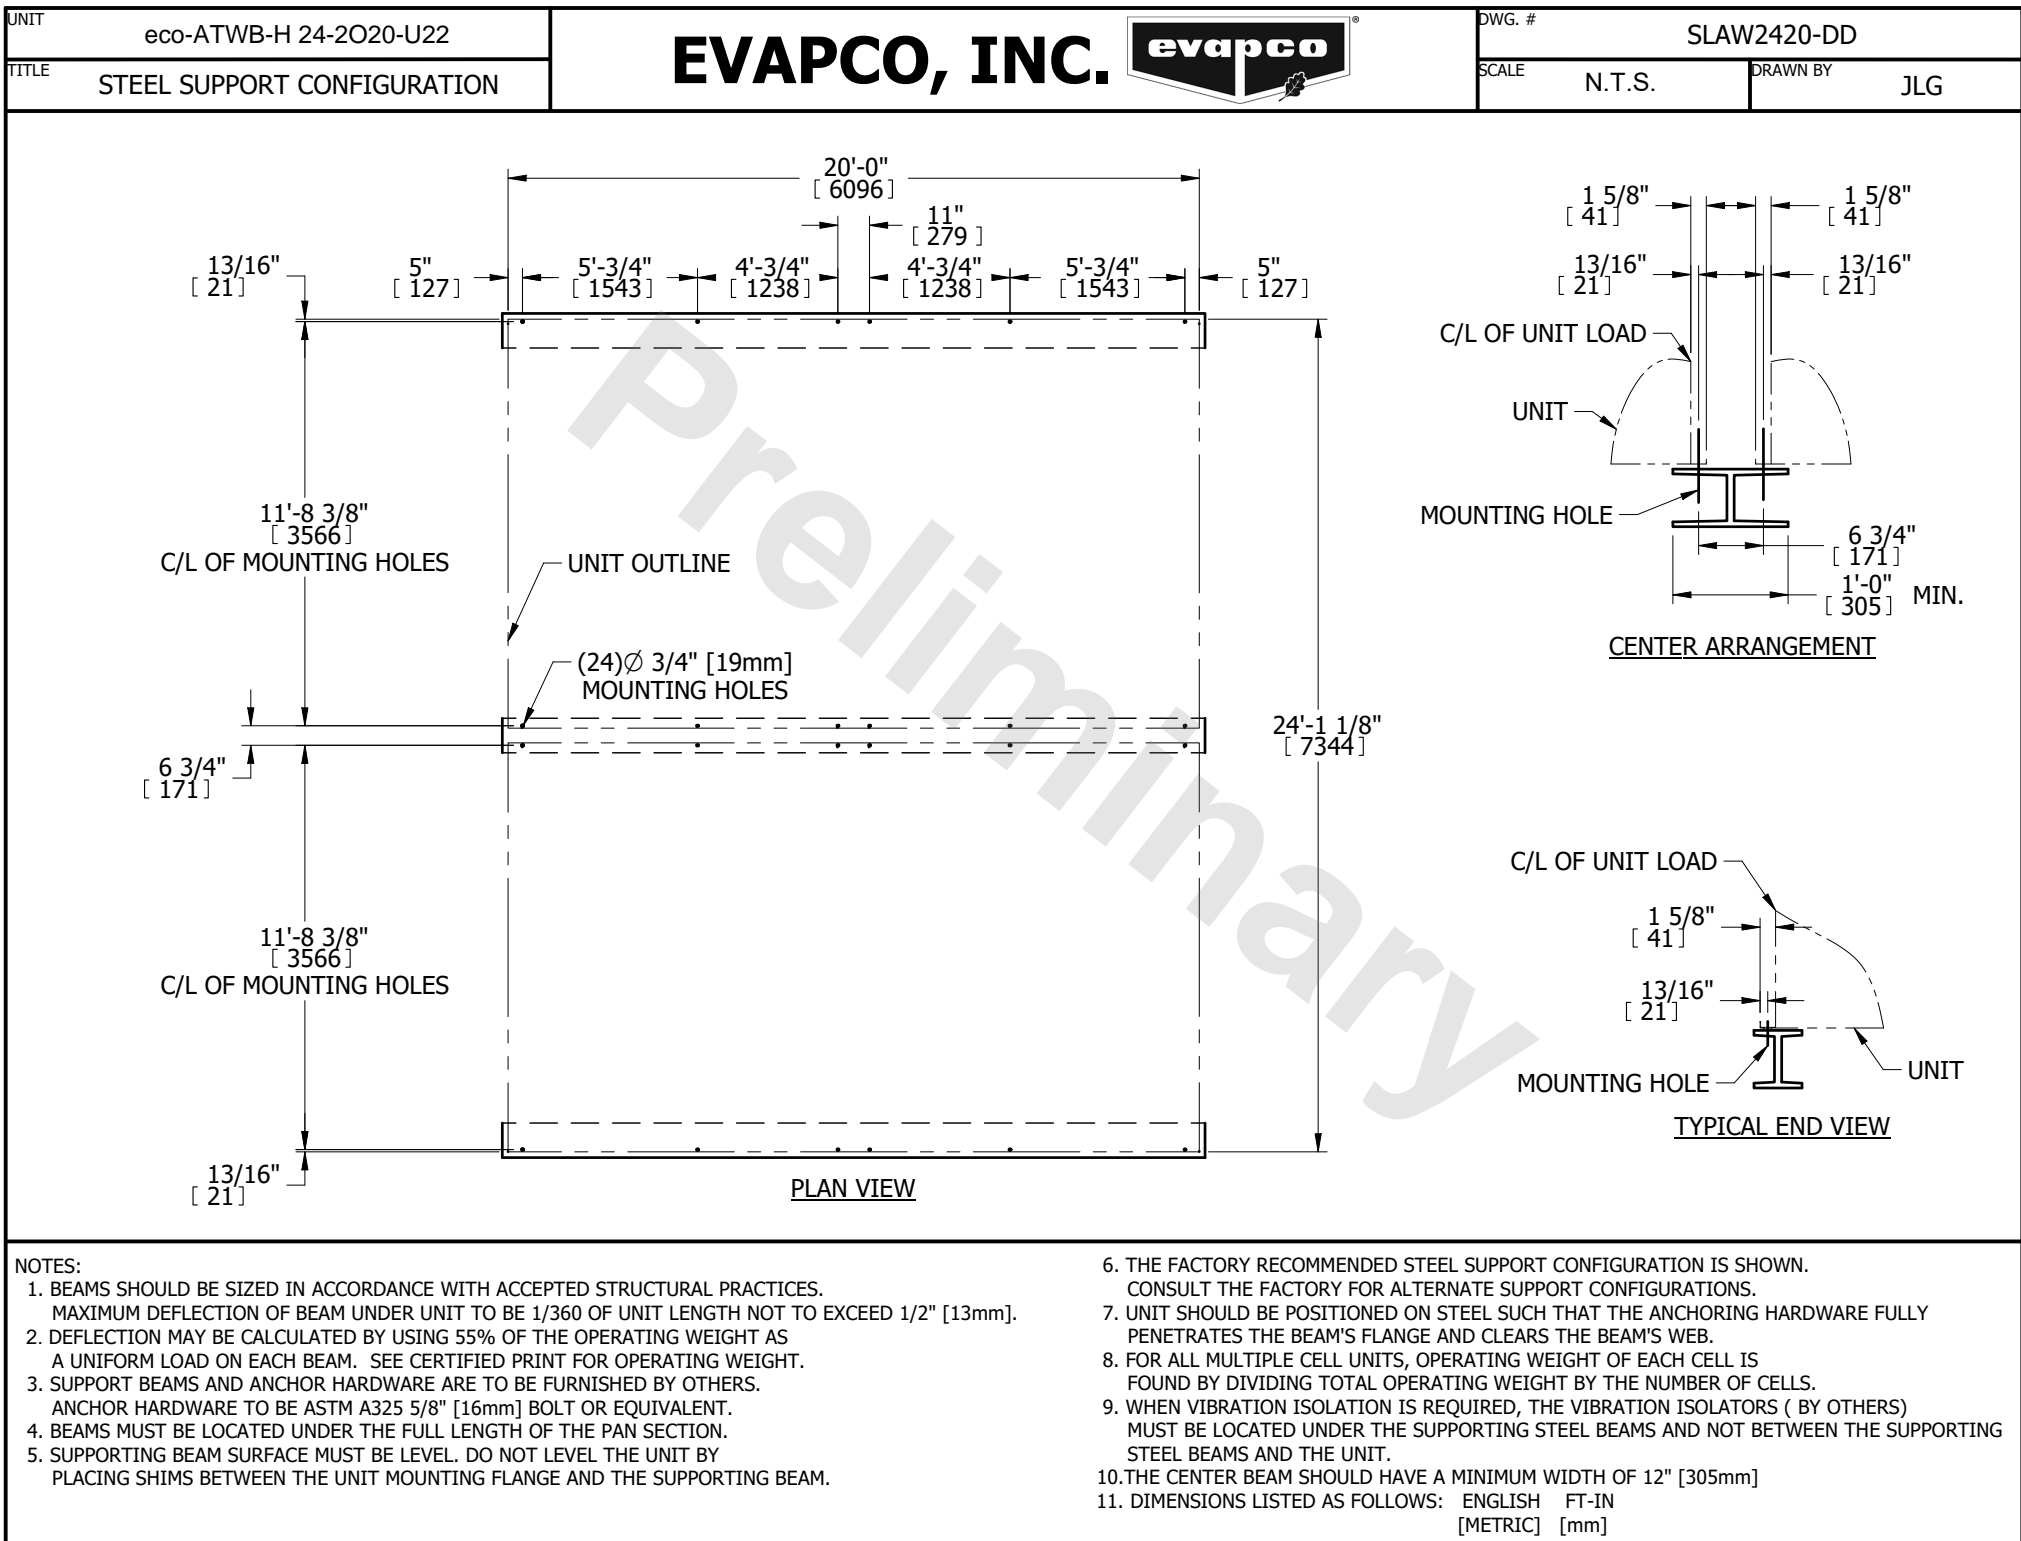 UNIT
eco-ATWB-H 24-2O20-U22
TITLE
STEEL SUPPORT CONFIGURATION
EVAPCO, INC.
evapco
®
DWG. #
SLAW2420-DD
SCALE
N.T.S.
DRAWN BY
JLG
20'-0"
[ 6096 ]
11"
[ 279 ]
13/16"
[ 21 ]
5"
[ 127 ]
5'-3/4"
[ 1543 ]
4'-3/4"
[ 1238 ]
4'-3/4"
[ 1238 ]
5'-3/4"
[ 1543 ]
5"
[ 127 ]
11'-8 3/8"
[ 3566 ]
C/L OF MOUNTING HOLES
UNIT OUTLINE
(24)Ø 3/4" [19mm]
MOUNTING HOLES
6 3/4"
[ 171 ]
24'-1 1/8"
[ 7344 ]
11'-8 3/8"
[ 3566 ]
C/L OF MOUNTING HOLES
13/16"
[ 21 ]
PLAN VIEW
Preliminary
1 5/8"
[ 41 ]
1 5/8"
[ 41 ]
13/16"
[ 21 ]
13/16"
[ 21 ]
C/L OF UNIT LOAD
UNIT
MOUNTING HOLE
6 3/4"
[ 171 ]
1'-0"
[ 305 ] MIN.
CENTER ARRANGEMENT
C/L OF UNIT LOAD
1 5/8"
[ 41 ]
13/16"
[ 21 ]
MOUNTING HOLE
UNIT
TYPICAL END VIEW
NOTES:
1. BEAMS SHOULD BE SIZED IN ACCORDANCE WITH ACCEPTED STRUCTURAL PRACTICES.
MAXIMUM DEFLECTION OF BEAM UNDER UNIT TO BE 1/360 OF UNIT LENGTH NOT TO EXCEED 1/2" [13mm].
2. DEFLECTION MAY BE CALCULATED BY USING 55% OF THE OPERATING WEIGHT AS
A UNIFORM LOAD ON EACH BEAM. SEE CERTIFIED PRINT FOR OPERATING WEIGHT.
3. SUPPORT BEAMS AND ANCHOR HARDWARE ARE TO BE FURNISHED BY OTHERS.
ANCHOR HARDWARE TO BE ASTM A325 5/8" [16mm] BOLT OR EQUIVALENT.
4. BEAMS MUST BE LOCATED UNDER THE FULL LENGTH OF THE PAN SECTION.
5. SUPPORTING BEAM SURFACE MUST BE LEVEL. DO NOT LEVEL THE UNIT BY
PLACING SHIMS BETWEEN THE UNIT MOUNTING FLANGE AND THE SUPPORTING BEAM.
6. THE FACTORY RECOMMENDED STEEL SUPPORT CONFIGURATION IS SHOWN.
CONSULT THE FACTORY FOR ALTERNATE SUPPORT CONFIGURATIONS.
7. UNIT SHOULD BE POSITIONED ON STEEL SUCH THAT THE ANCHORING HARDWARE FULLY
PENETRATES THE BEAM'S FLANGE AND CLEARS THE BEAM'S WEB.
8. FOR ALL MULTIPLE CELL UNITS, OPERATING WEIGHT OF EACH CELL IS
FOUND BY DIVIDING TOTAL OPERATING WEIGHT BY THE NUMBER OF CELLS.
9. WHEN VIBRATION ISOLATION IS REQUIRED, THE VIBRATION ISOLATORS ( BY OTHERS)
MUST BE LOCATED UNDER THE SUPPORTING STEEL BEAMS AND NOT BETWEEN THE SUPPORTING
STEEL BEAMS AND THE UNIT.
10.THE CENTER BEAM SHOULD HAVE A MINIMUM WIDTH OF 12" [305mm]
11. DIMENSIONS LISTED AS FOLLOWS: ENGLISH FT-IN
[METRIC] [mm]